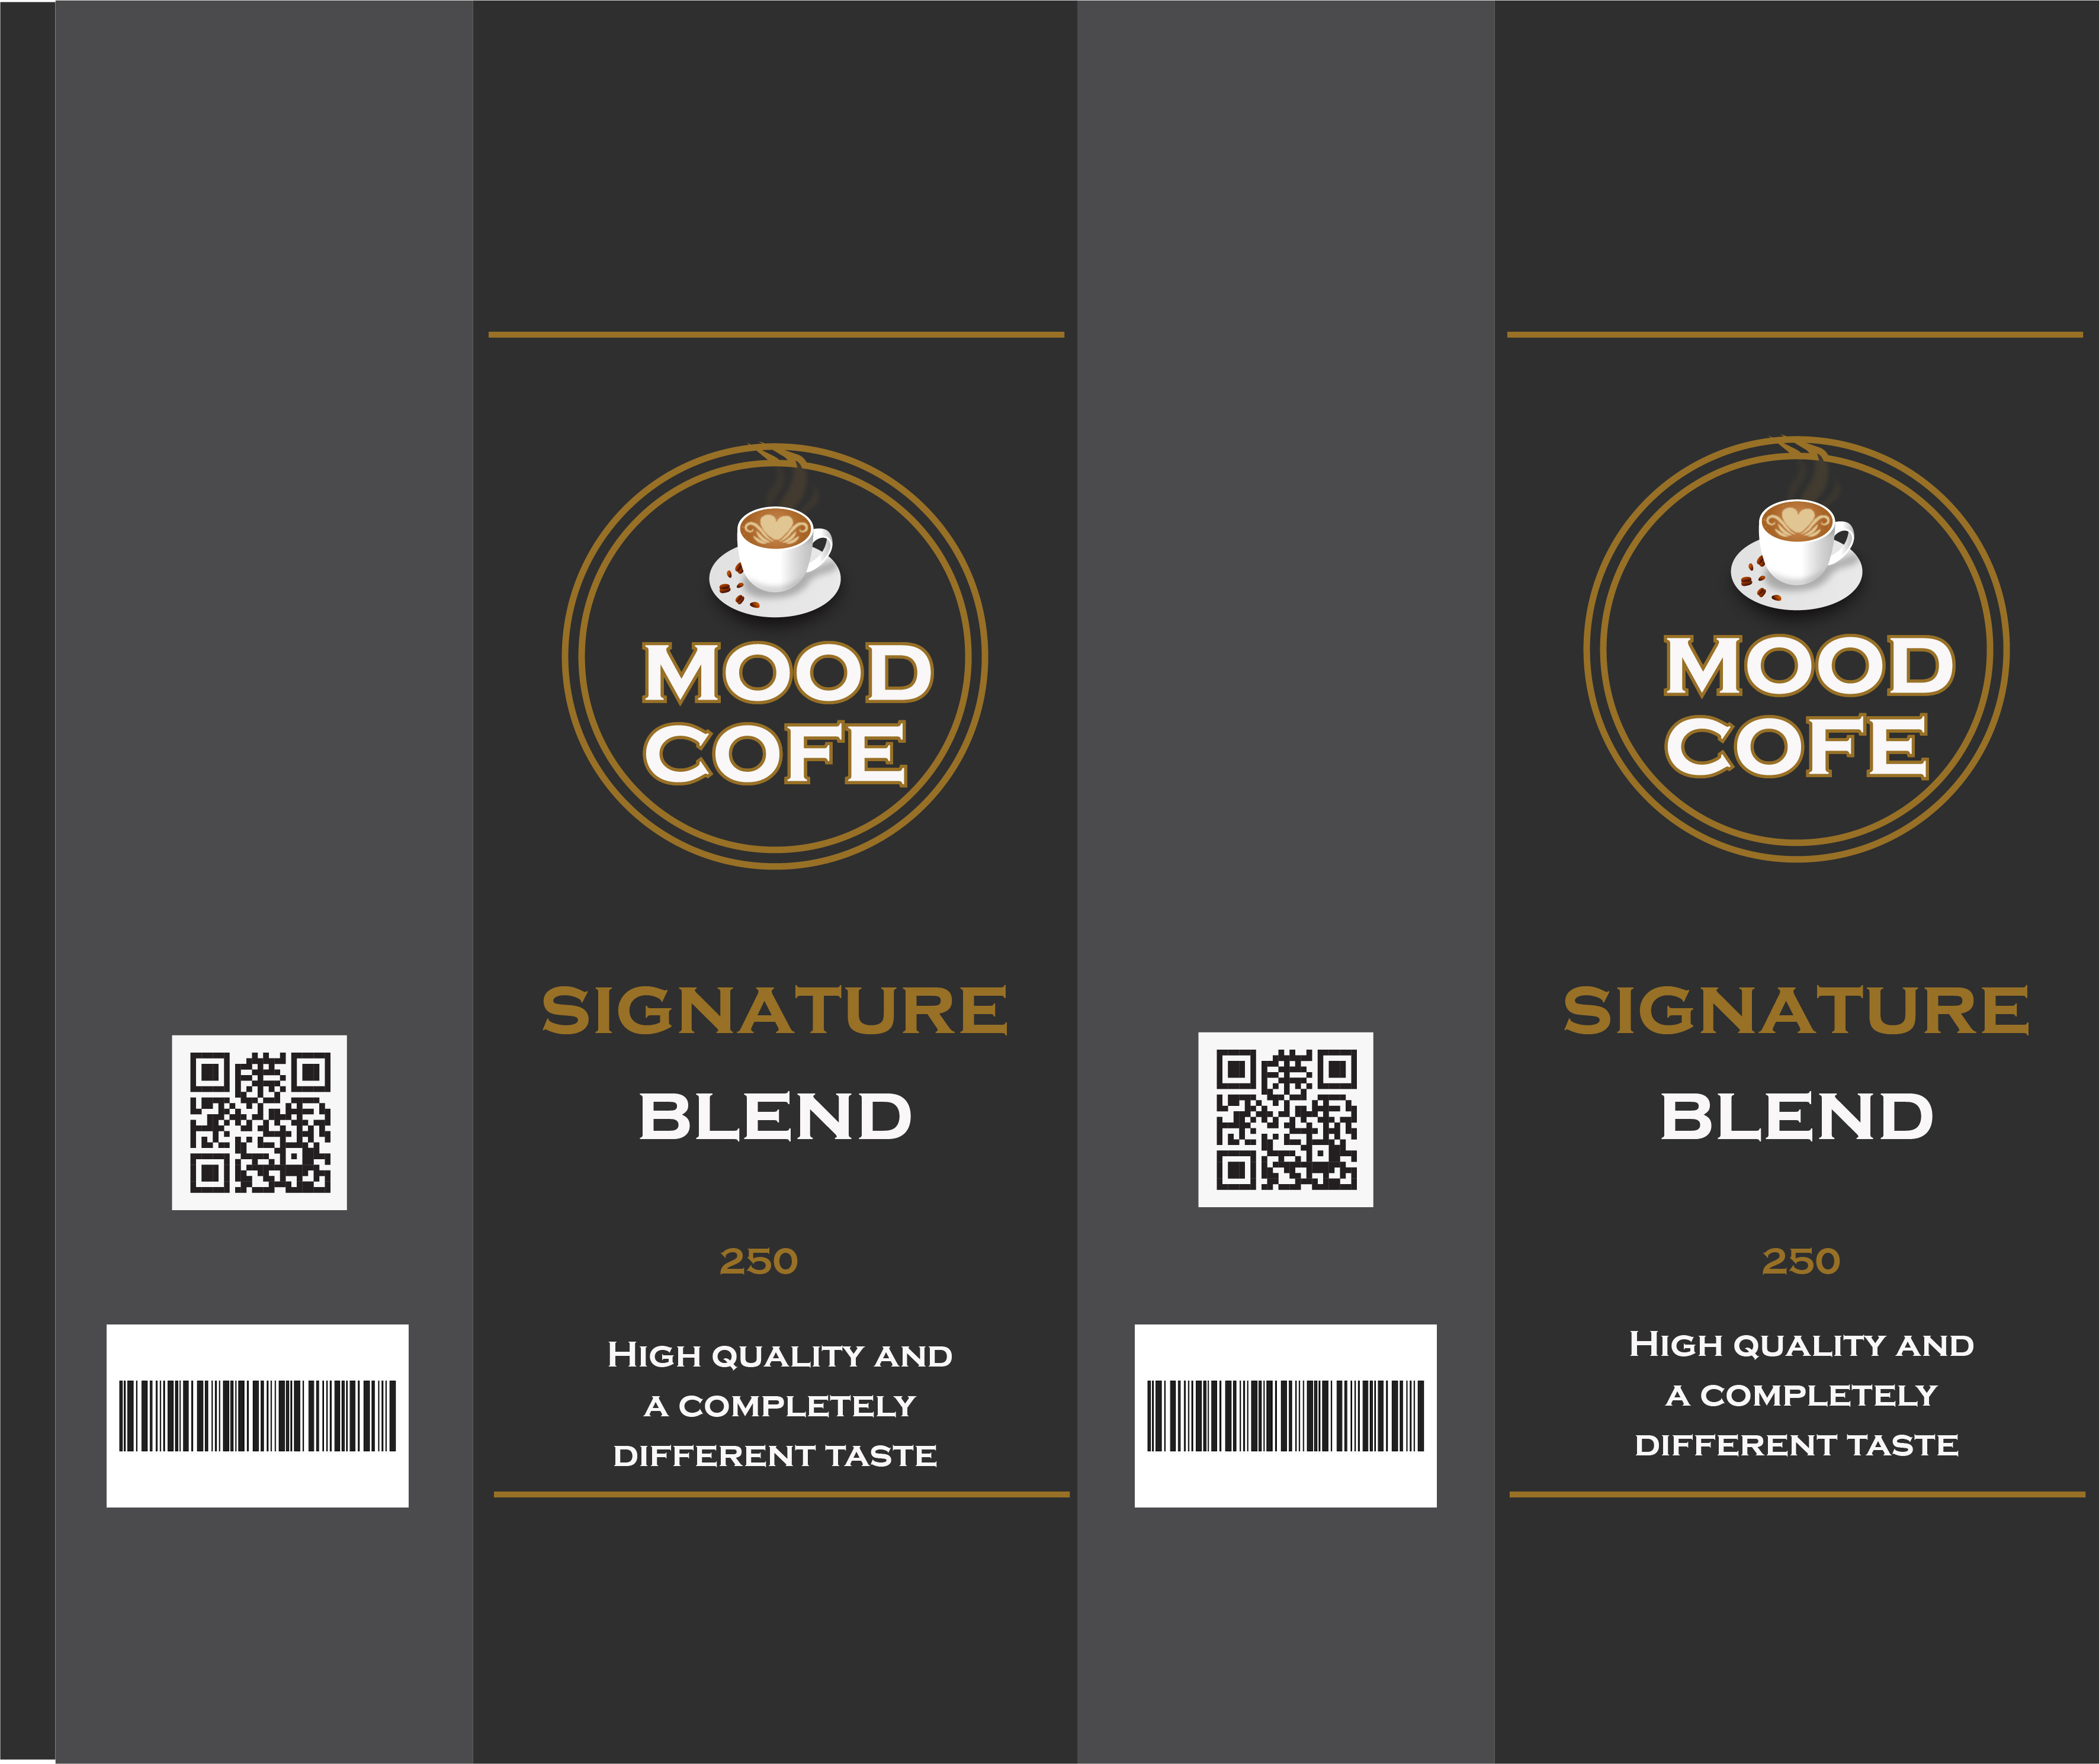 MOOD
COFE
SIGNATURE
BLEND
250
HIGH QUALITY AND
A COMPLETELY
DIFFERENT TASTE
MOOD
COFE
SIGNATURE
BLEND
250
HIGH QUALITY AND
A COMPLETELY
DIFFERENT TASTE